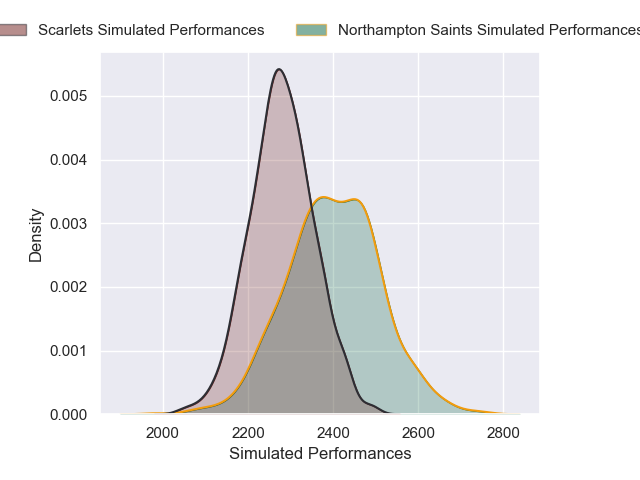 Scarlets Simulated Performances Northampton Saints Simulated Performances
0.005
0.004
0.003
0.002
0.001
0.000
Density
2000 2200 2400 2600 2800
Simulated Performances